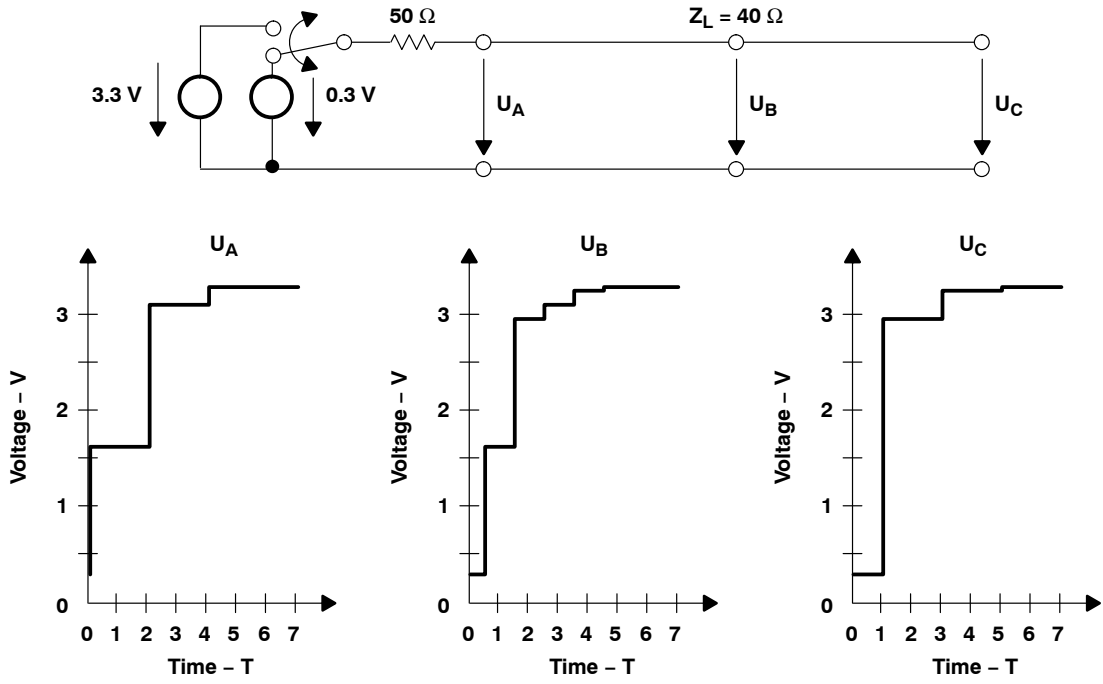 50 Ω
Z_L = 40 Ω
3.3 V
0.3 V
U_A
U_B
U_C
U_A
Voltage – V
3
2
1
0
0 1 2 3 4 5 6 7
Time – T
U_B
Voltage – V
3
2
1
0
0 1 2 3 4 5 6 7
Time – T
U_C
Voltage – V
3
2
1
0
0 1 2 3 4 5 6 7
Time – T